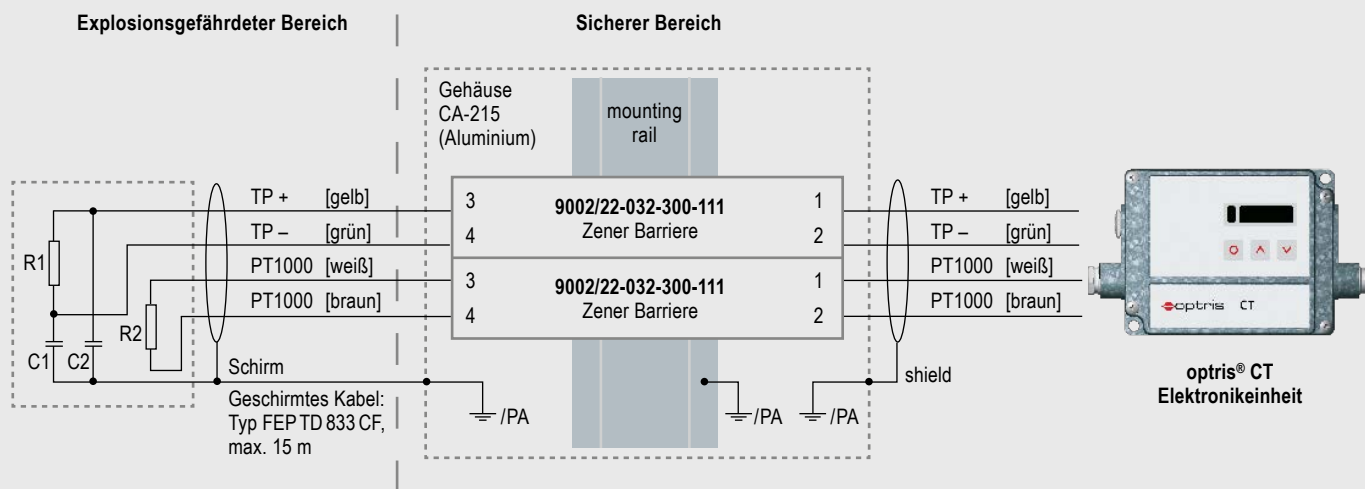 Explosionsgefährdeter Bereich
Sicherer Bereich
Gehäuse
CA-215
(Aluminium)
mounting
rail
TP + [gelb]
TP – [grün]
PT1000 [weiß]
PT1000 [braun]
R1
R2
C1
C2
Schirm
Geschirmtes Kabel:
Typ FEP TD 833 CF,
max. 15 m
3
4
9002/22-032-300-111
Zener Barriere
1
2
3
4
9002/22-032-300-111
Zener Barriere
1
2
/PA
/PA
/PA
TP + [gelb]
TP – [grün]
PT1000 [weiß]
PT1000 [braun]
shield
optris CT
optris® CT
Elektronikeinheit